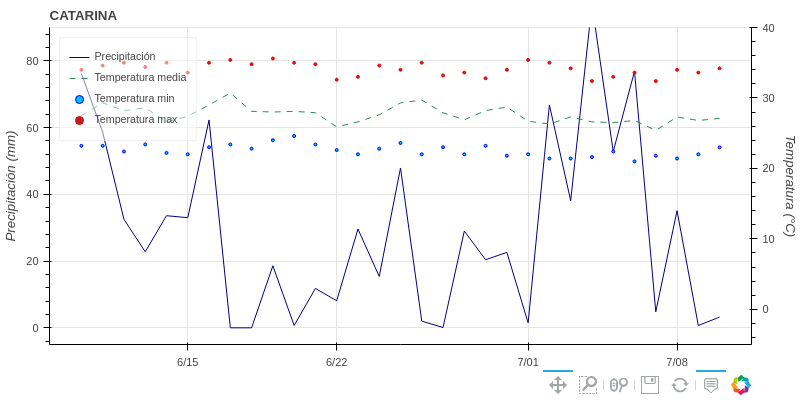 CATARINA
Precipitación
Temperatura media
Temperatura min
Temperatura max
Precipitación (mm)
80
60
40
20
0
40
30
20
10
0
Temperatura (°C)
6/15
6/22
7/01
7/08